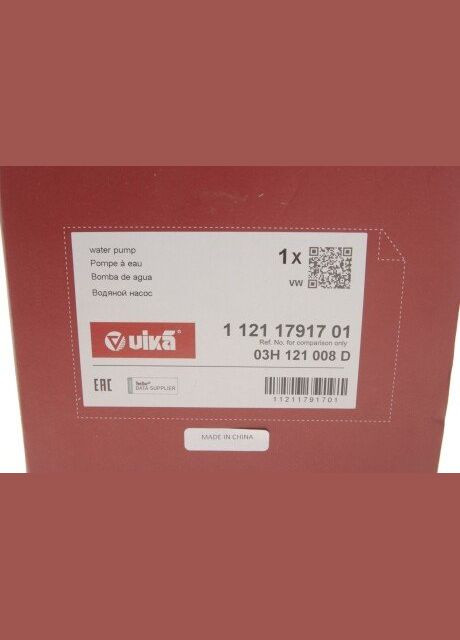 water pump
Pompe à eau
Bomba de agua
Водяной насос
1x
VW
vika®
1 121 17917 01
Ref. No. for comparison only
03H 121 008 D
EAC
TecDoc®
DATA SUPPLIER
11211791701
MADE IN CHINA